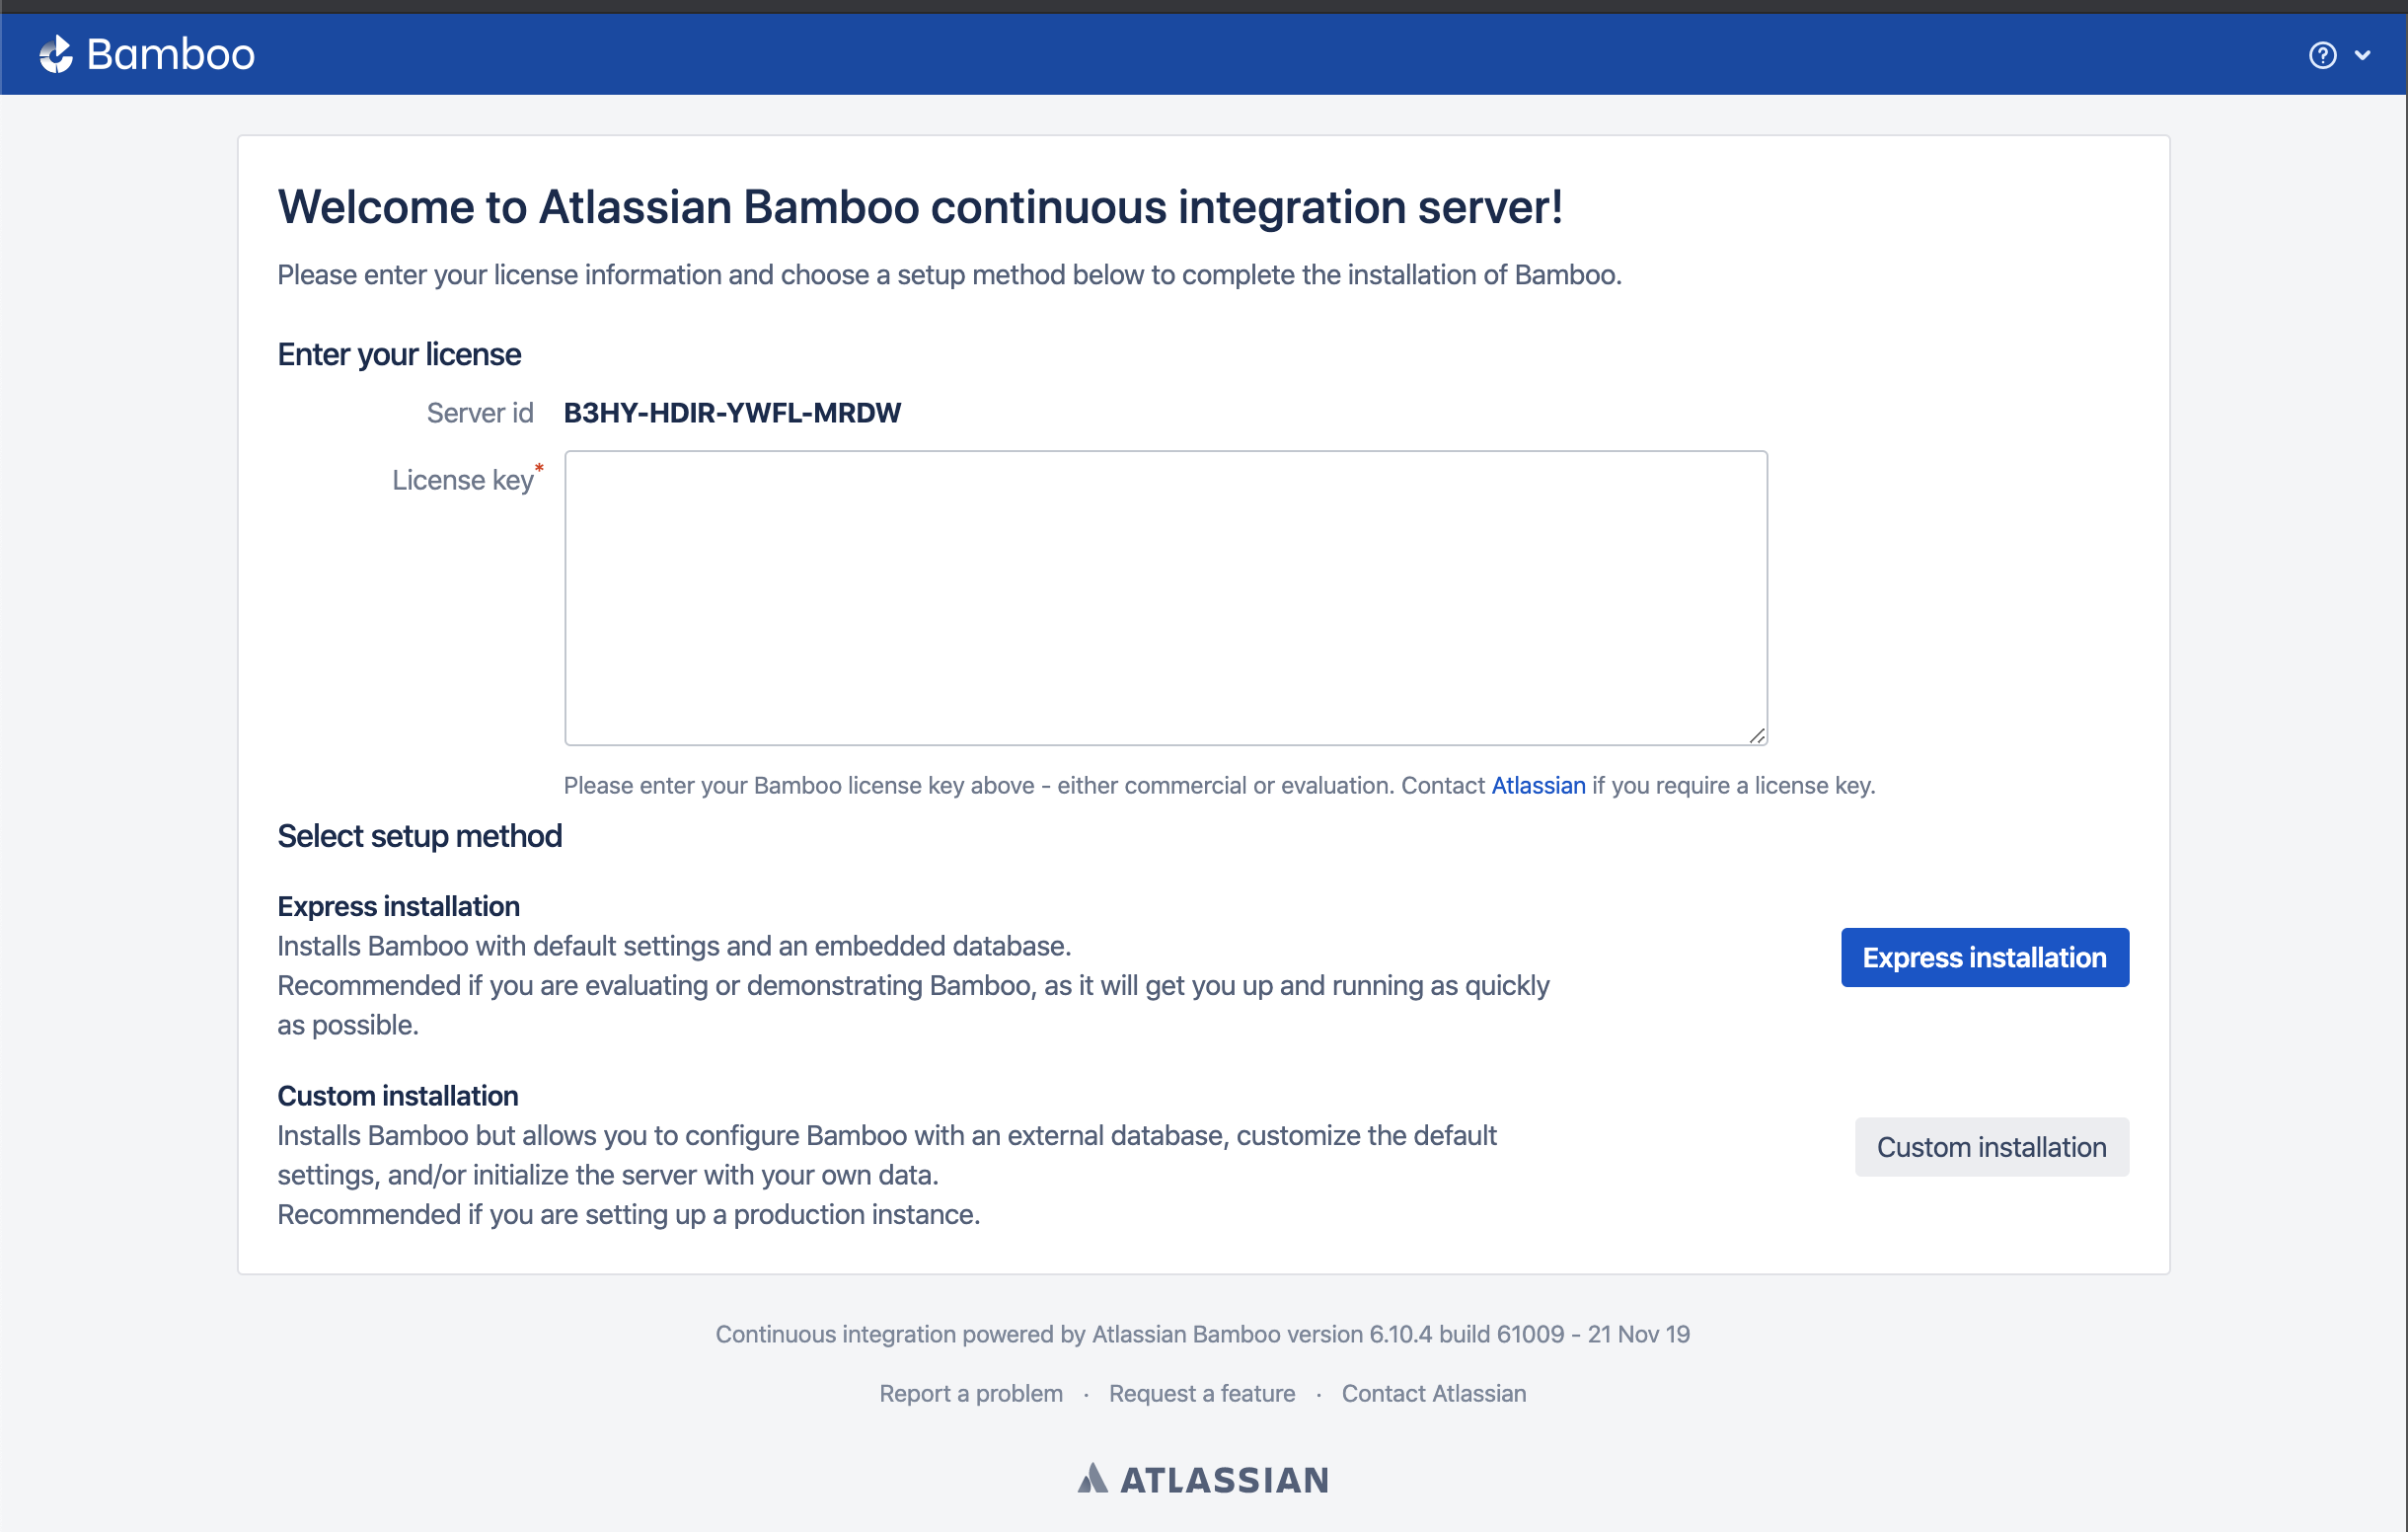 Bamboo
Welcome to Atlassian Bamboo continuous integration server!
Please enter your license information and choose a setup method below to complete the installation of Bamboo.
Enter your license
Server id B3HY-HDIR-YWFL-MRDW
License key*
Please enter your Bamboo license key above - either commercial or evaluation. Contact Atlassian if you require a license key.
Select setup method
Express installation
Installs Bamboo with default settings and an embedded database.
Recommended if you are evaluating or demonstrating Bamboo, as it will get you up and running as quickly
as possible.
Express installation
Custom installation
Installs Bamboo but allows you to configure Bamboo with an external database, customize the default
settings, and/or initialize the server with your own data.
Recommended if you are setting up a production instance.
Custom installation
Continuous integration powered by Atlassian Bamboo version 6.10.4 build 61009 - 21 Nov 19
Report a problem · Request a feature · Contact Atlassian
ATLASSIAN